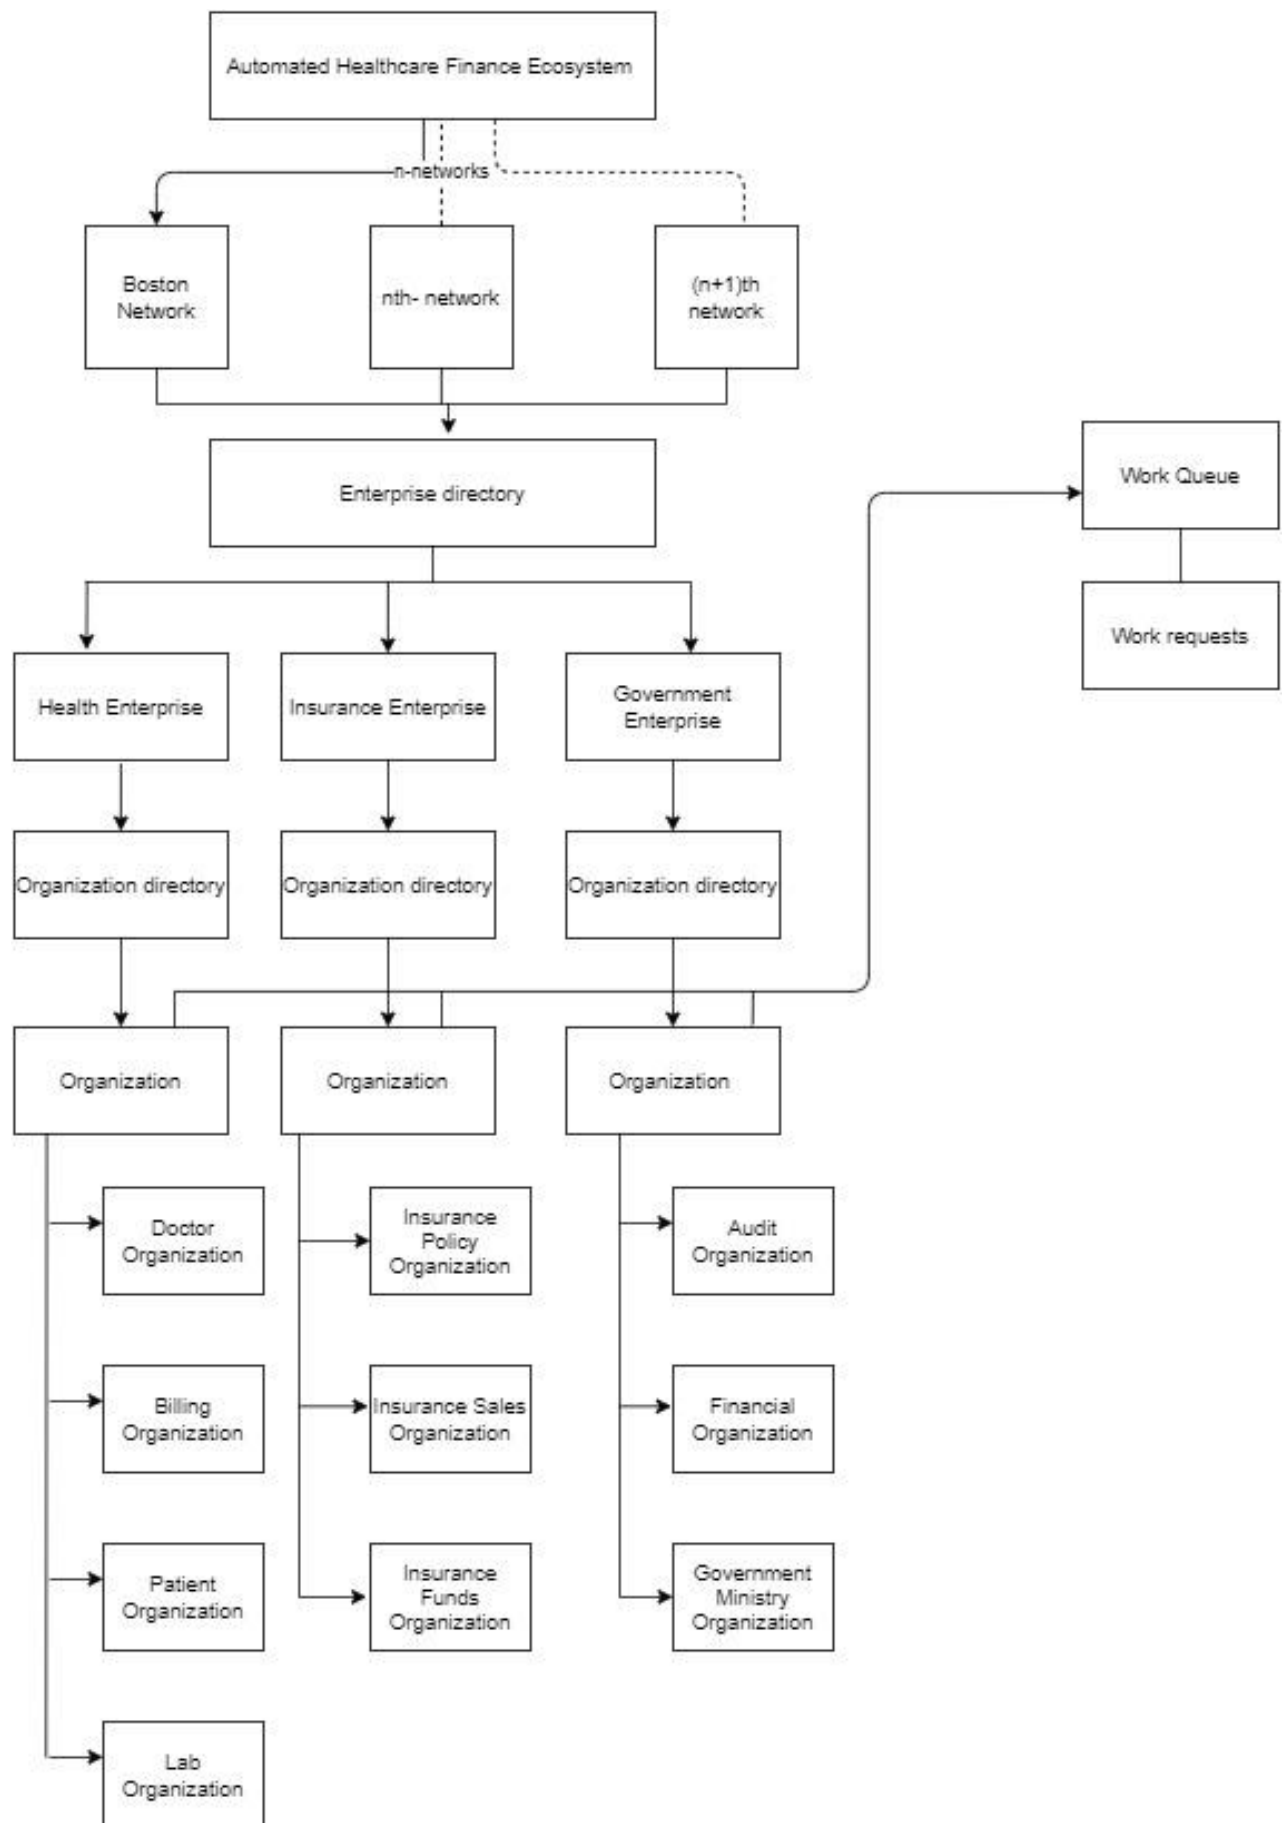 Automated Healthcare Finance Ecosystem
n-networks
Boston
Network
nth- network
(n+1)th
network
Enterprise directory
Work Queue
Work requests
Health Enterprise
Insurance Enterprise
Government
Enterprise
Organization directory
Organization directory
Organization directory
Organization
Organization
Organization
Doctor
Organization
Insurance
Policy
Organization
Audit
Organization
Billing
Organization
Insurance Sales
Organization
Financial
Organization
Patient
Organization
Insurance
Funds
Organization
Government
Ministry
Organization
Lab
Organization